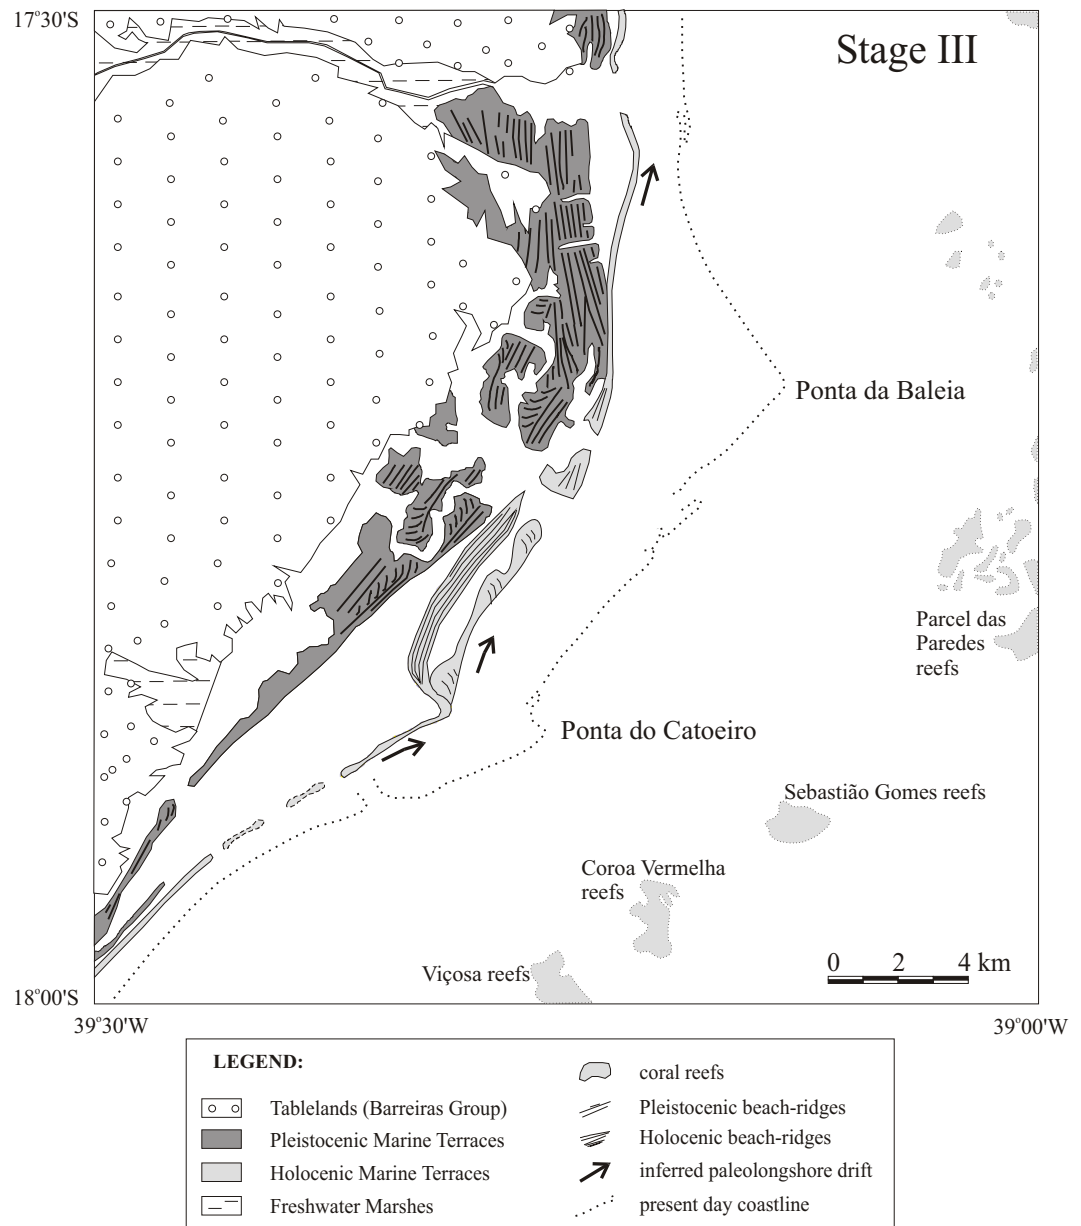 17°30'S
Stage III
Ponta da Baleia
Parcel das
Paredes
reefs
Ponta do Catoeiro
Sebastião Gomes reefs
Coroa Vermelha
reefs
Viçosa reefs
0 2 4 km
18°00'S
39°30'W
39°00'W
LEGEND:
Tablelands (Barreiras Group)
Pleistocenic Marine Terraces
Holocenic Marine Terraces
Freshwater Marshes
coral reefs
Pleistocenic beach-ridges
Holocenic beach-ridges
inferred paleolongshore drift
present day coastline